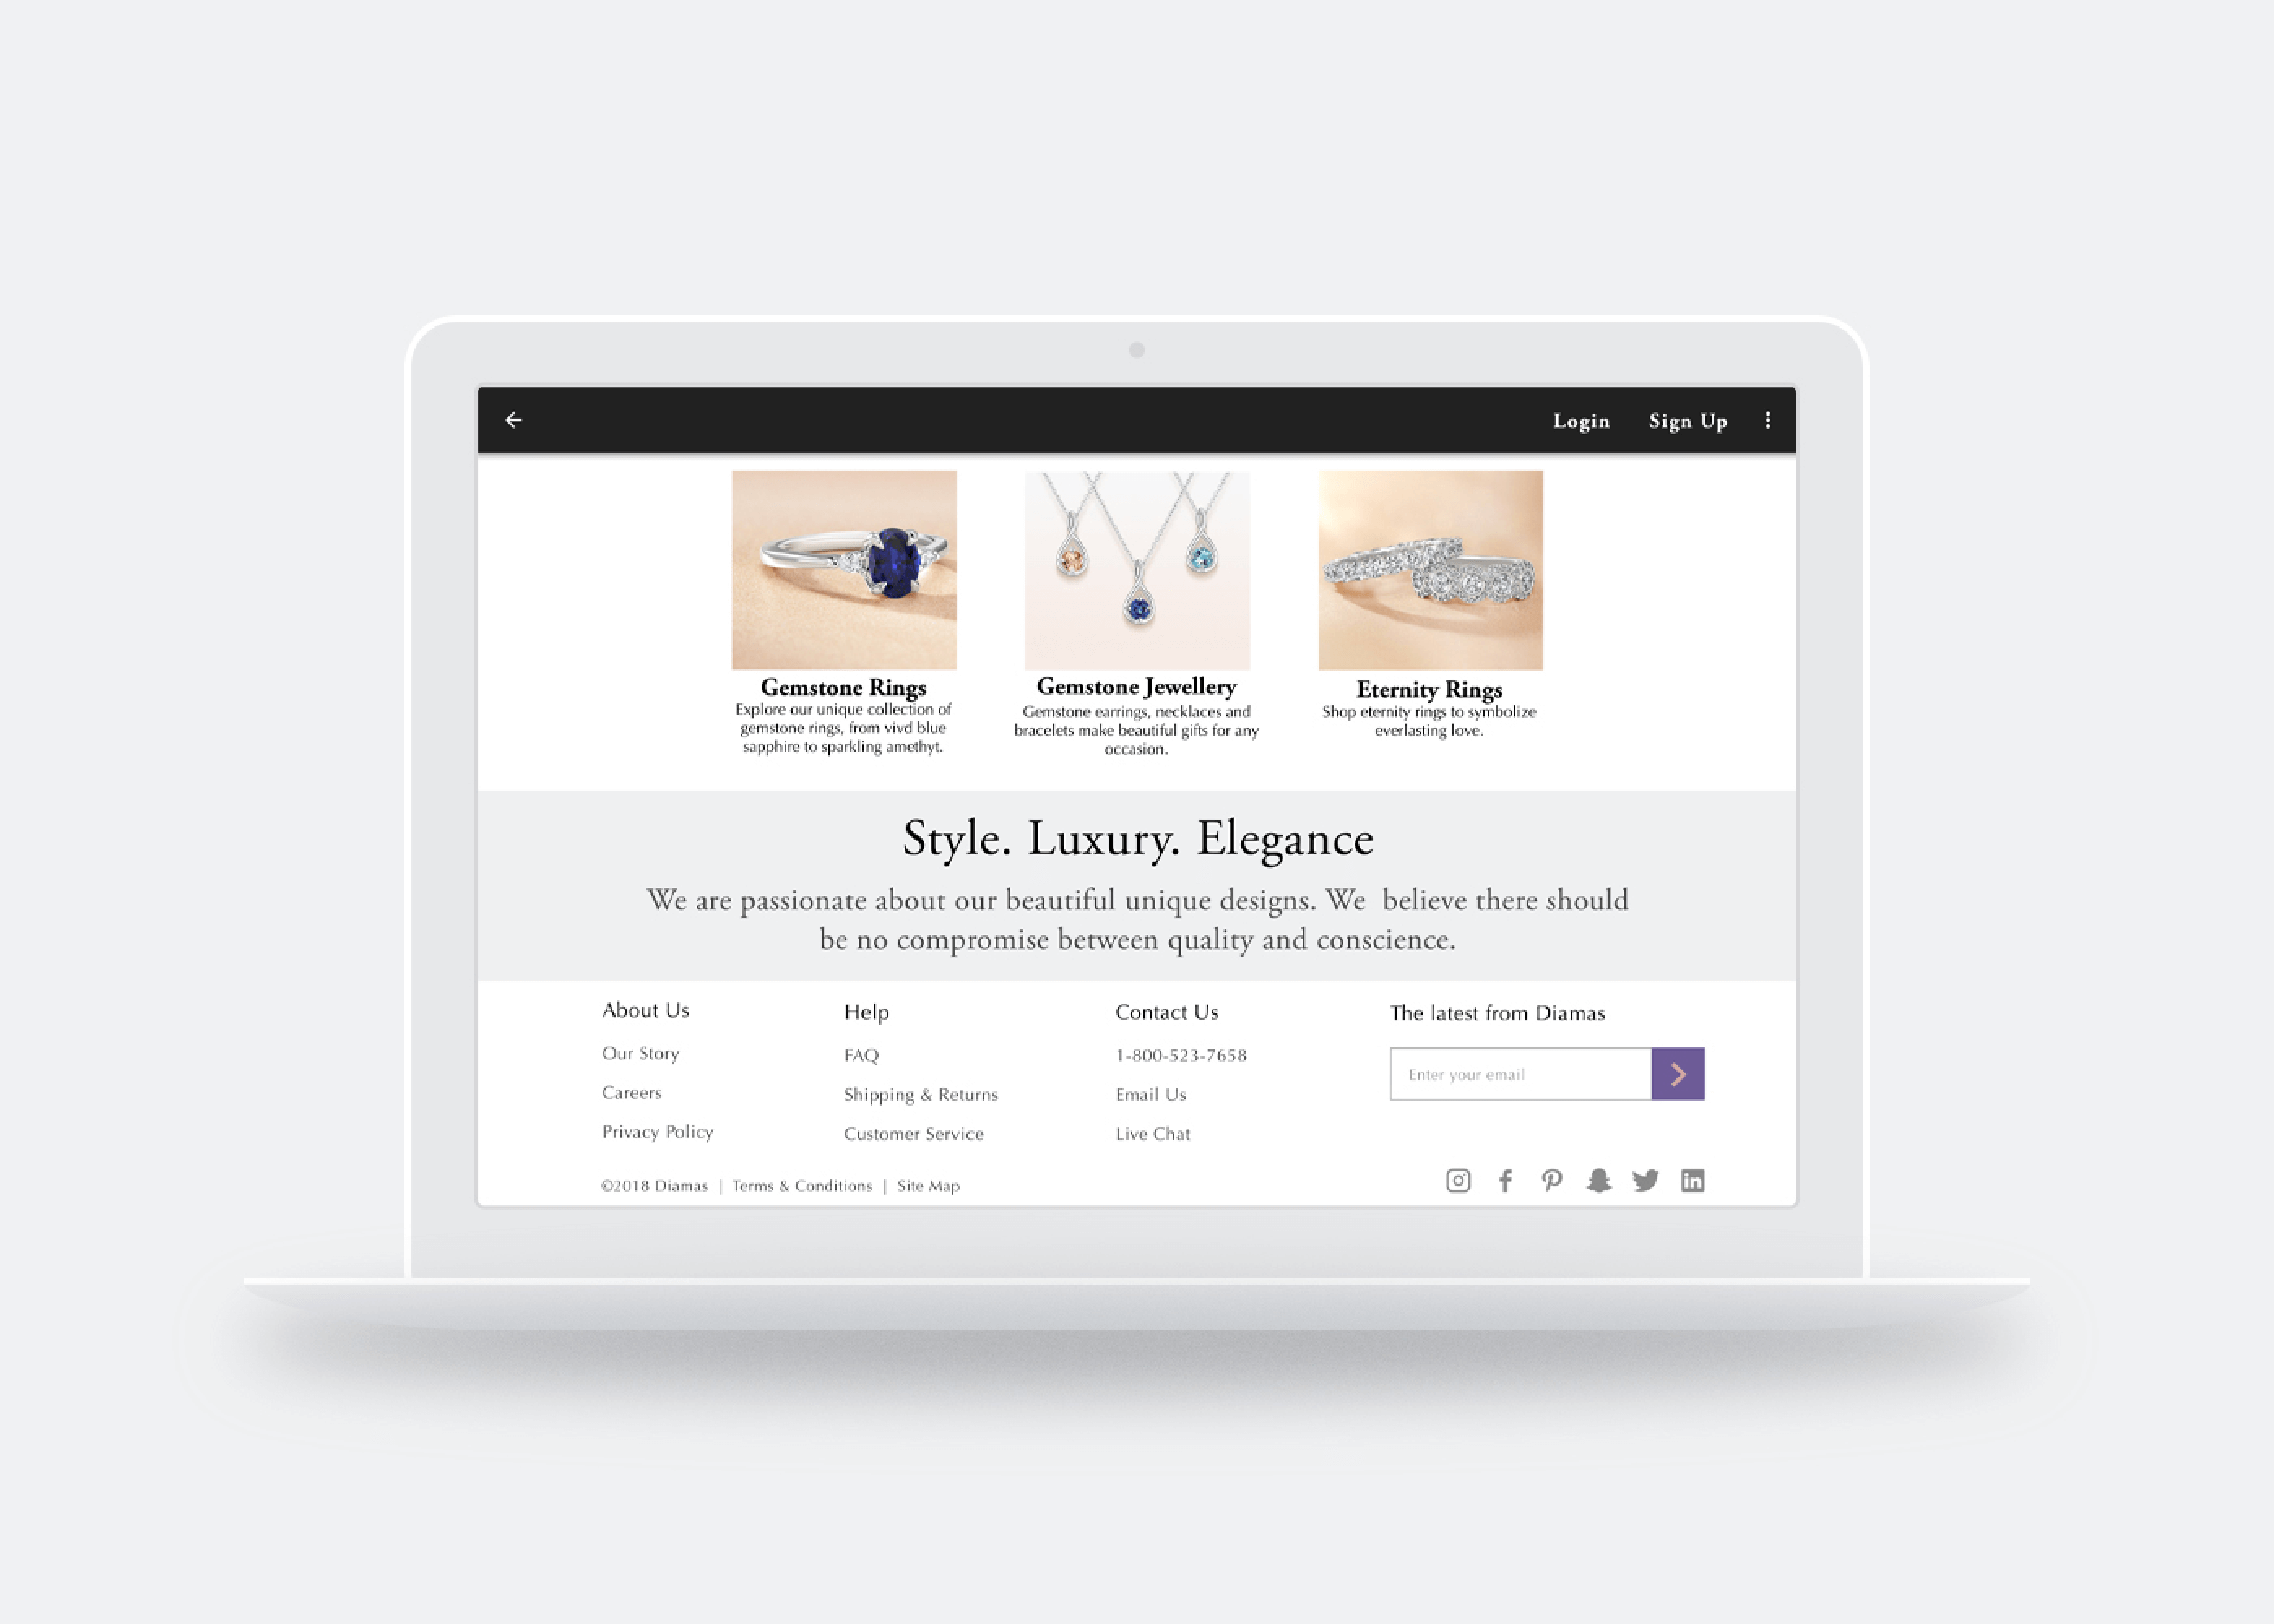 Login Sign Up
Gemstone Rings
Explore our unique collection of
gemstone rings, from vivd blue
sapphire to sparkling amethyt.
Gemstone Jewellery
Gemstone earrings, necklaces and
bracelets make beautiful gifts for any
occasion.
Eternity Rings
Shop eternity rings to symbolize
everlasting love.
Style. Luxury. Elegance
We are passionate about our beautiful unique designs. We believe there should
be no compromise between quality and conscience.
About Us
Our Story
Careers
Privacy Policy
Help
FAQ
Shipping & Returns
Customer Service
Contact Us
1-800-523-7658
Email Us
Live Chat
The latest from Diamas
Enter your email
©2018 Diamas | Terms & Conditions | Site Map